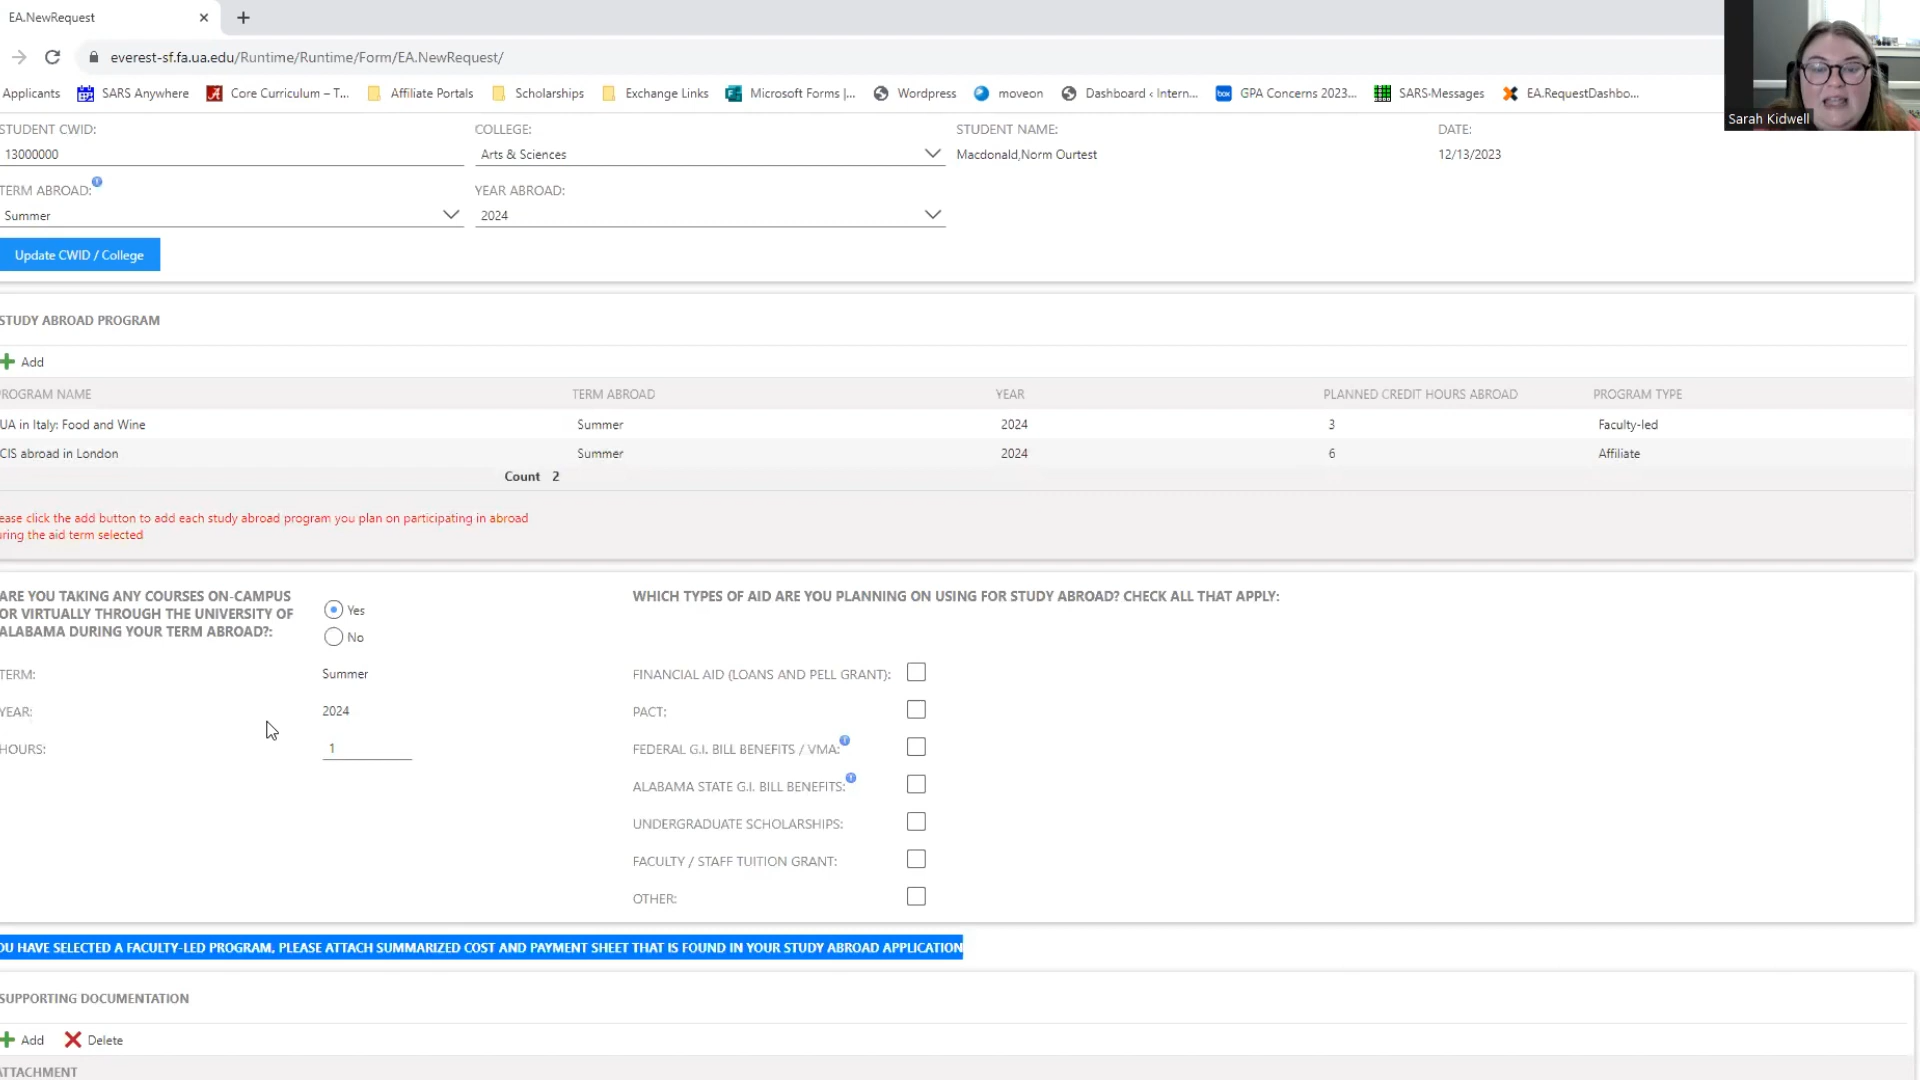 EA.NewRequest
everest-sf.fa.ua.edu/Runtime/Runtime/Form/EA.NewRequest/
Applicants SARS Anywhere Core Curriculum – T... Affiliate Portals Scholarships Exchange Links Microsoft Forms |... Wordpress moveon Dashboard ‹ Intern... GPA Concerns 2023... SARS-Messages EA.RequestDashbo...
Sarah Kidwell
STUDENT CWID: COLLEGE: STUDENT NAME: DATE:
13000000 Arts & Sciences Macdonald,Norm Ourtest 12/13/2023
TERM ABROAD: YEAR ABROAD:
Summer 2024
Update CWID / College
STUDY ABROAD PROGRAM
Add
ROGRAM NAME TERM ABROAD YEAR PLANNED CREDIT HOURS ABROAD PROGRAM TYPE
UA in Italy: Food and Wine Summer 2024 3 Faculty-led
CIS abroad in London Summer 2024 6 Affiliate
Count 2
ease click the add button to add each study abroad program you plan on participating in abroad
uring the aid term selected
ARE YOU TAKING ANY COURSES ON-CAMPUS
OR VIRTUALLY THROUGH THE UNIVERSITY OF
ALABAMA DURING YOUR TERM ABROAD?:
Yes
No
TERM: Summer
YEAR: 2024
HOURS: 1
WHICH TYPES OF AID ARE YOU PLANNING ON USING FOR STUDY ABROAD? CHECK ALL THAT APPLY:
FINANCIAL AID (LOANS AND PELL GRANT):
PACT:
FEDERAL G.I. BILL BENEFITS / VMA:
ALABAMA STATE G.I. BILL BENEFITS:
UNDERGRADUATE SCHOLARSHIPS:
FACULTY / STAFF TUITION GRANT:
OTHER:
OU HAVE SELECTED A FACULTY-LED PROGRAM, PLEASE ATTACH SUMMARIZED COST AND PAYMENT SHEET THAT IS FOUND IN YOUR STUDY ABROAD APPLICATION
SUPPORTING DOCUMENTATION
Add Delete
ATTACHMENT